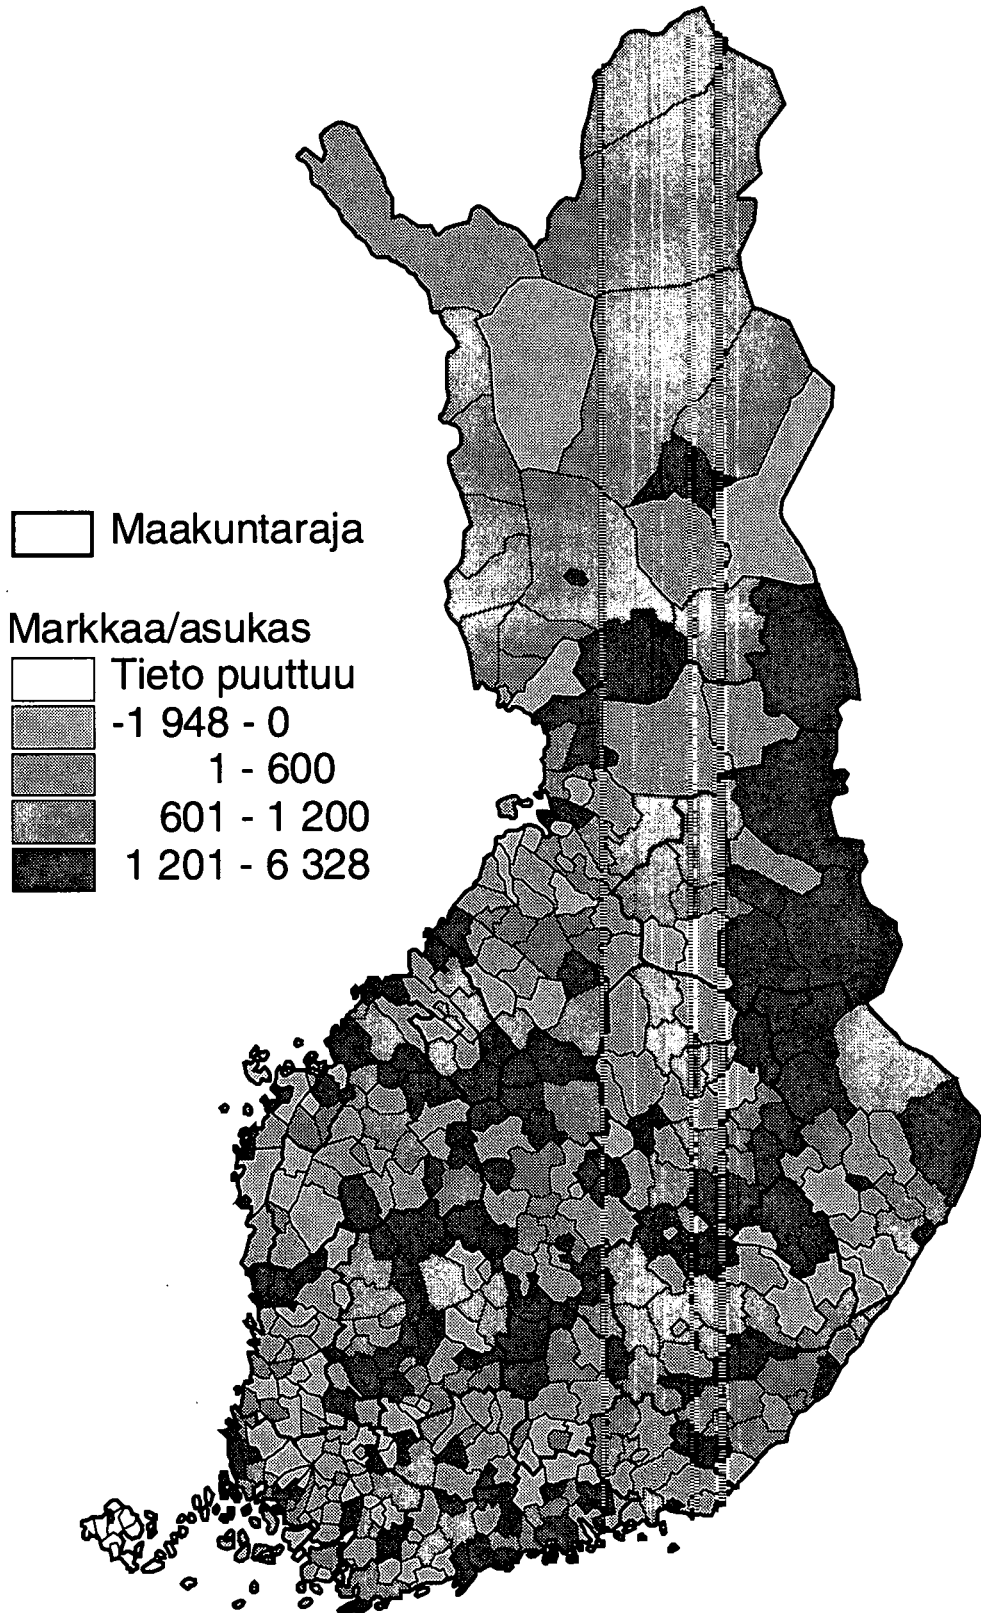 Maakuntaraja
Markkaa/asukas
Tieto puuttuu
-1 948 - 0
1 - 600
601 - 1 200
1 201 - 6 328